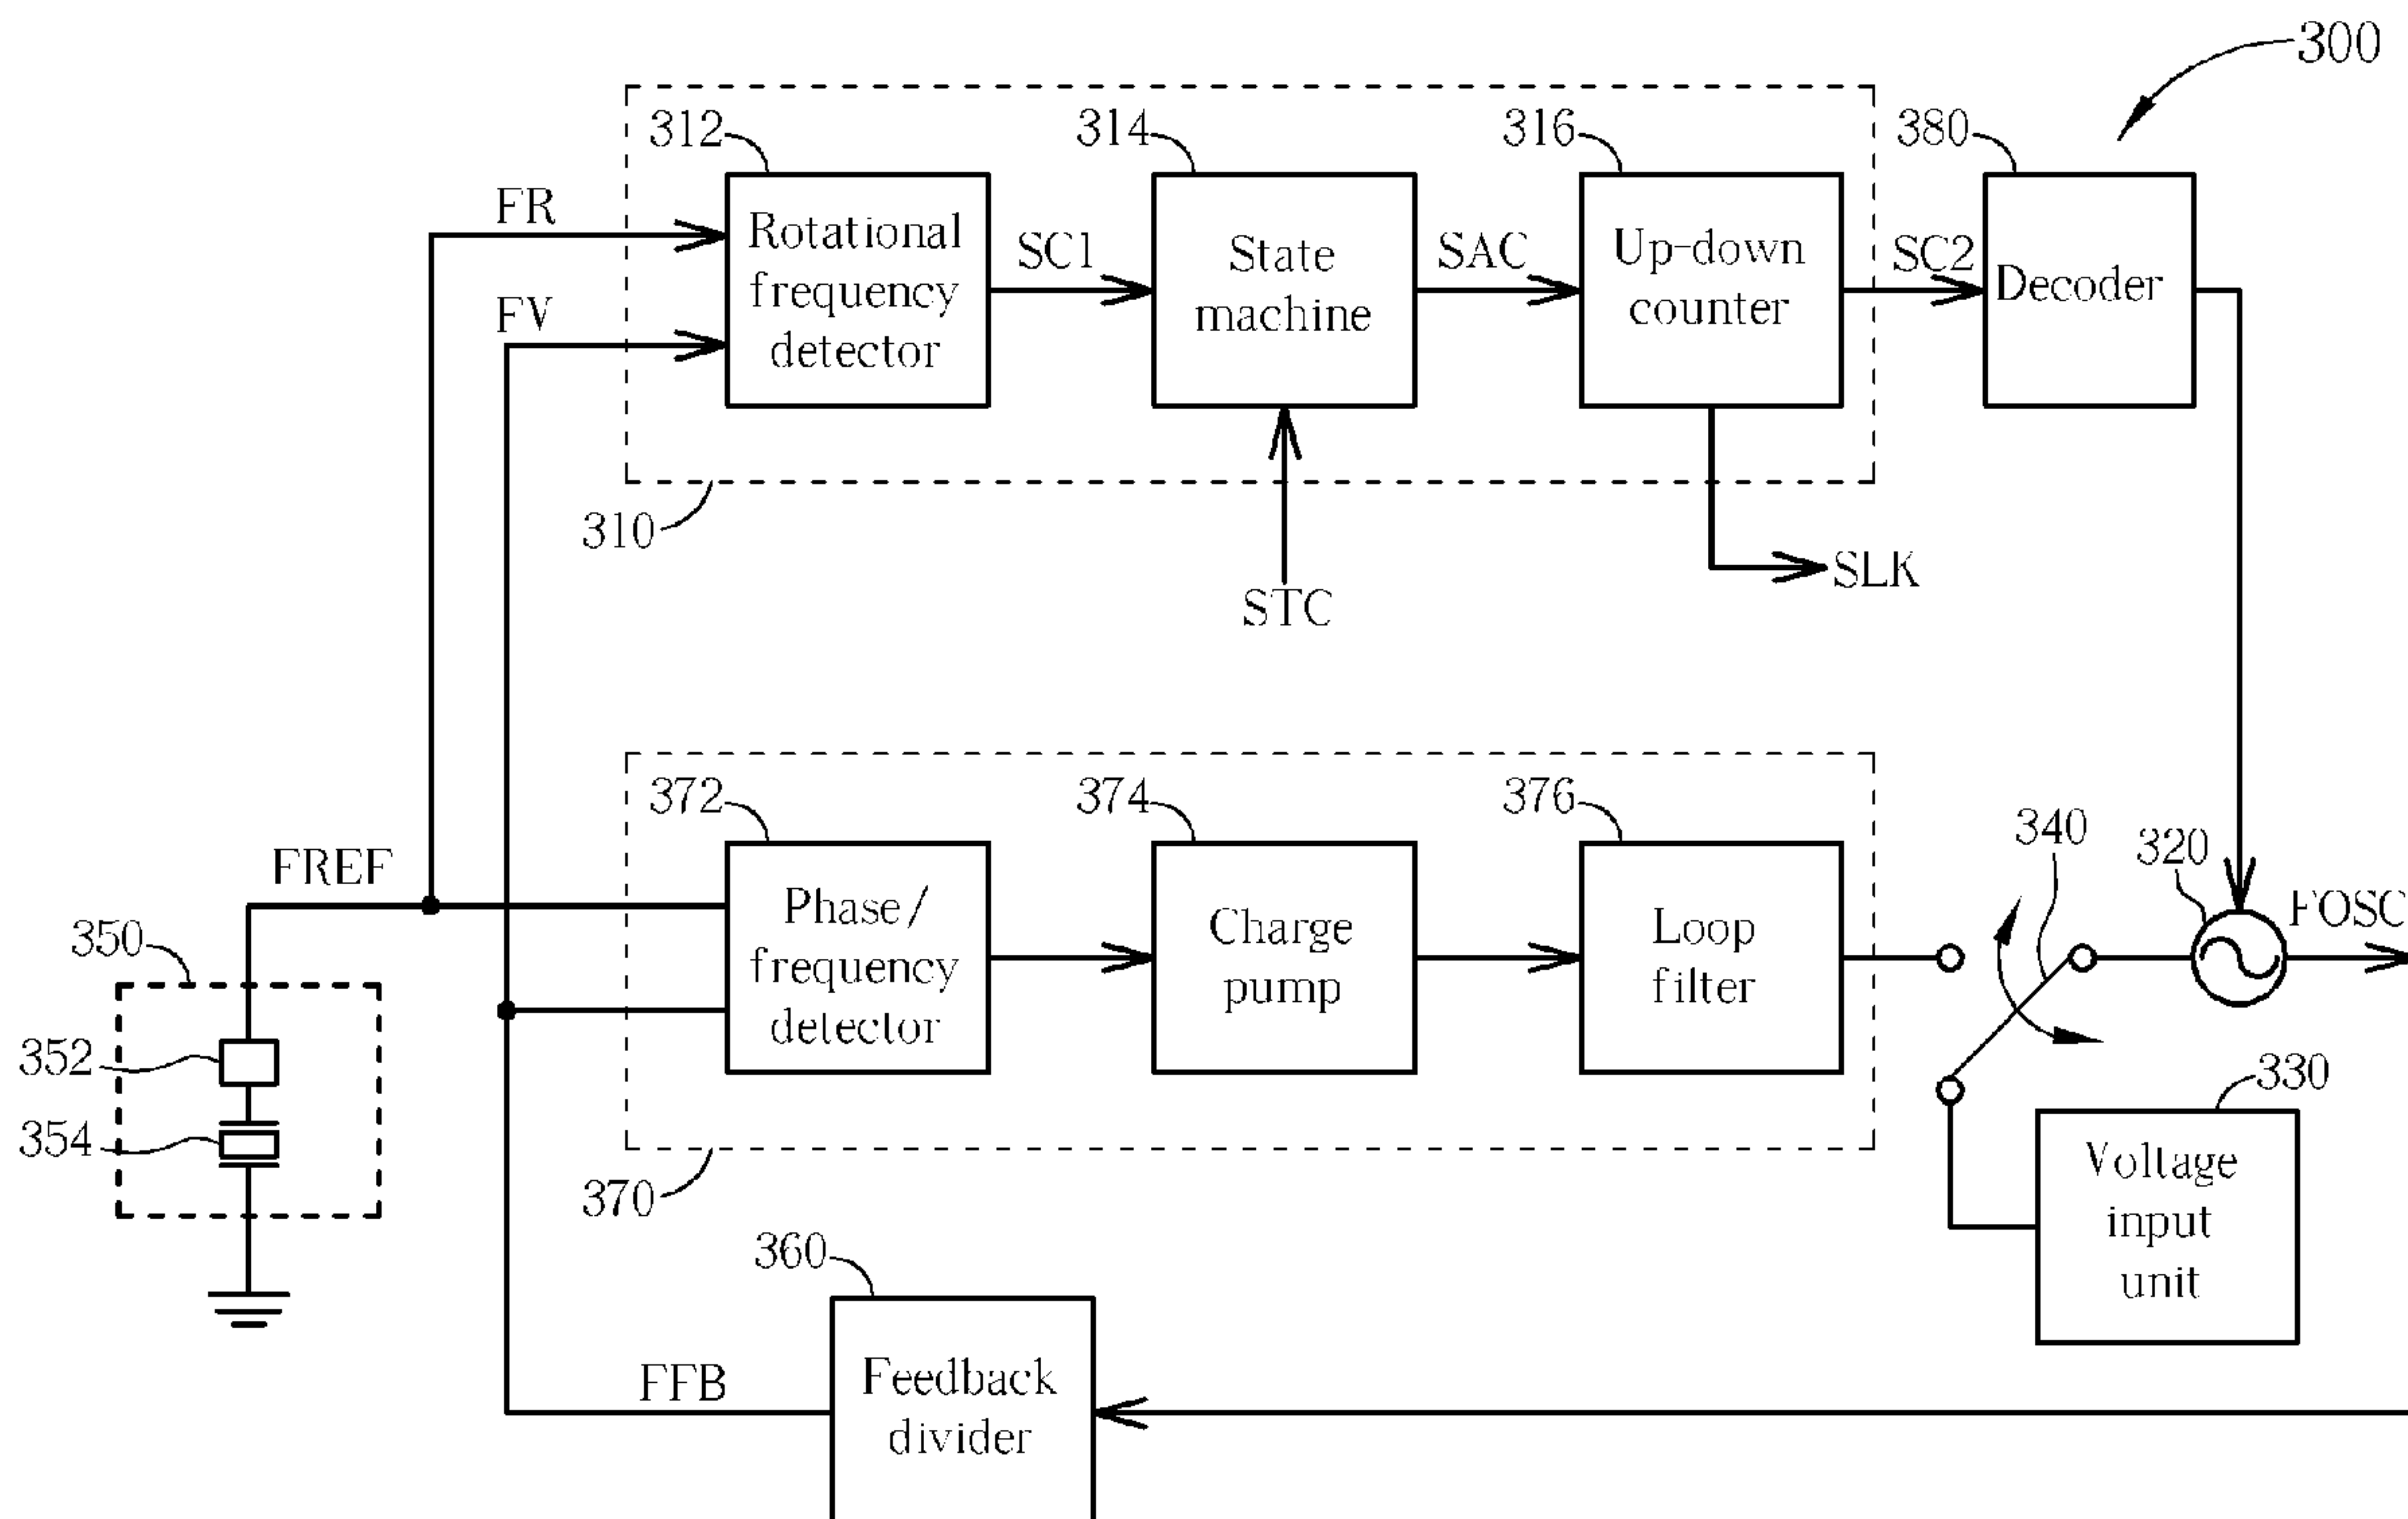 300
312
314
316
380
FR
Rotational
frequency
detector
SC1
State
machine
SAC
Up-down
counter
SC2
Decoder
FV
310
STC
SLK
372
374
376
340
320
FREF
Phase/
frequency
detector
Charge
pump
Loop
filter
FOSC
350
352
354
330
Voltage
input
unit
370
360
FFB
Feedback
divider